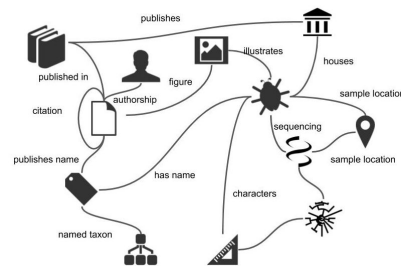 publishes
illustrates
published in
houses
figure
sample location
authorship
citation
sequencing
publishes name
sample location
has name
characters
named taxon